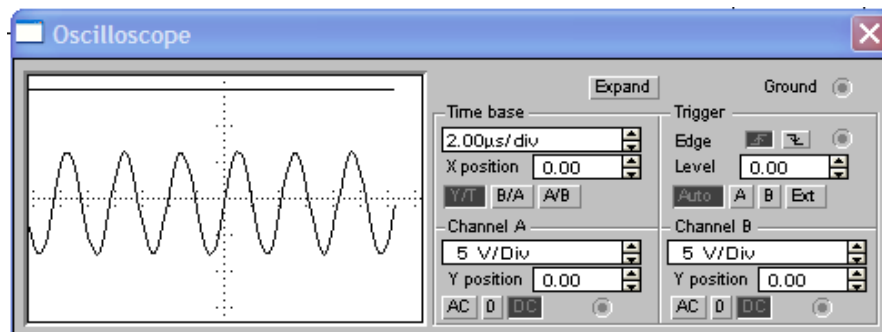 Oscilloscope
Expand Ground
Time base Trigger
2.00µs/div Edge
X position 0.00 Level 0.00
Y/T B/A A/B Auto A B Ext
Channel A Channel B
5 V/Div 5 V/Div
Y position 0.00 Y position 0.00
AC 0 DC AC 0 DC